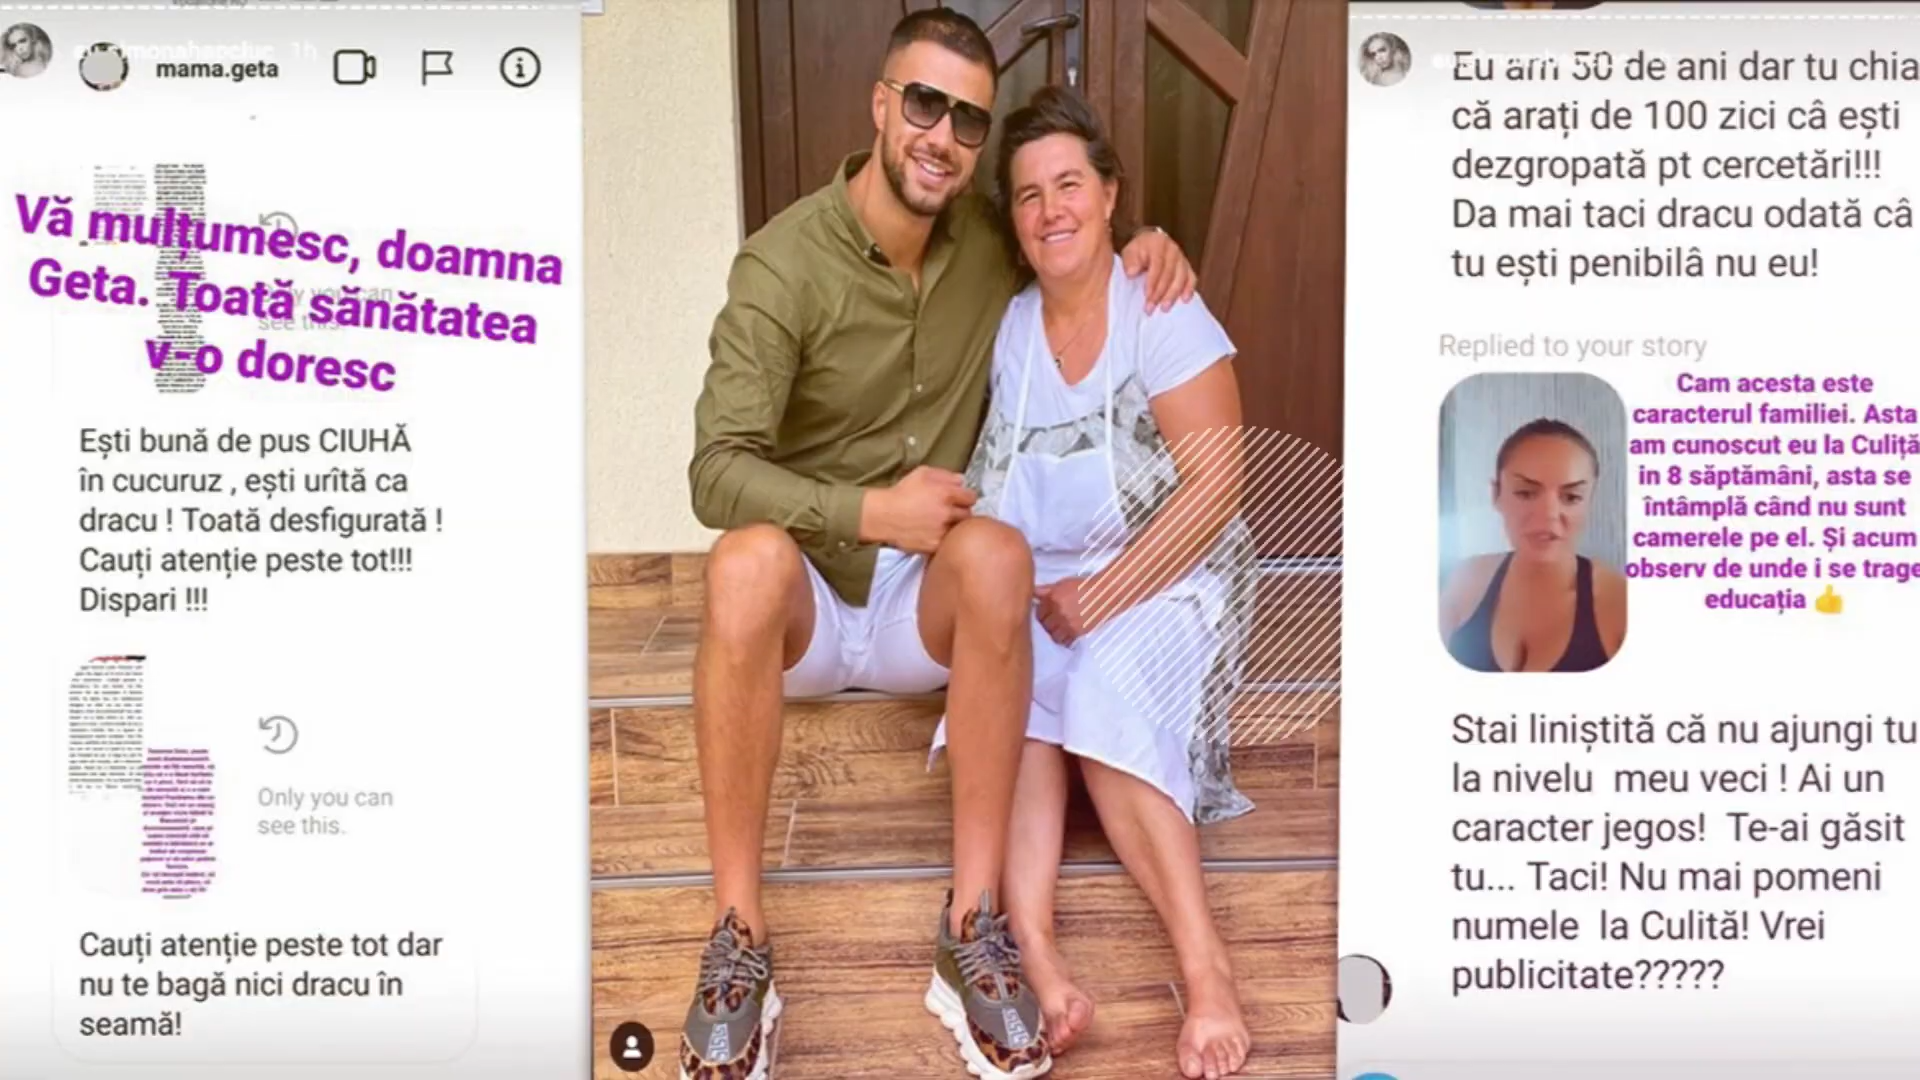 mama.geta
Vă mulțumesc, doamna
Geta. Toată sănătatea
v-o doresc
Ești bună de pus CIUHĂ
în cucuruz , ești urîtă ca
dracu ! Toată desfigurată !
Cauți atenție peste tot!!!
Dispari !!!
Only you can
see this.
Cauți atenție peste tot dar
nu te bagă nici dracu în
seamă!
Eu am 50 de ani dar tu chia
că arați de 100 zici câ ești
dezgropată pt cercetări!!!
Da mai taci dracu odată câ
tu ești penibilâ nu eu!
Replied to your story
Cam acesta este
caracterul familiei. Asta
am cunoscut eu la Culiță
in 8 săptămâni, asta se
întâmplă când nu sunt
camerele pe el. Și acum
observ de unde i se trage
educația 👍
Stai liniștită că nu ajungi tu
la nivelu meu veci ! Ai un
caracter jegos! Te-ai găsit
tu... Taci! Nu mai pomeni
numele la Culită! Vrei
publicitate?????